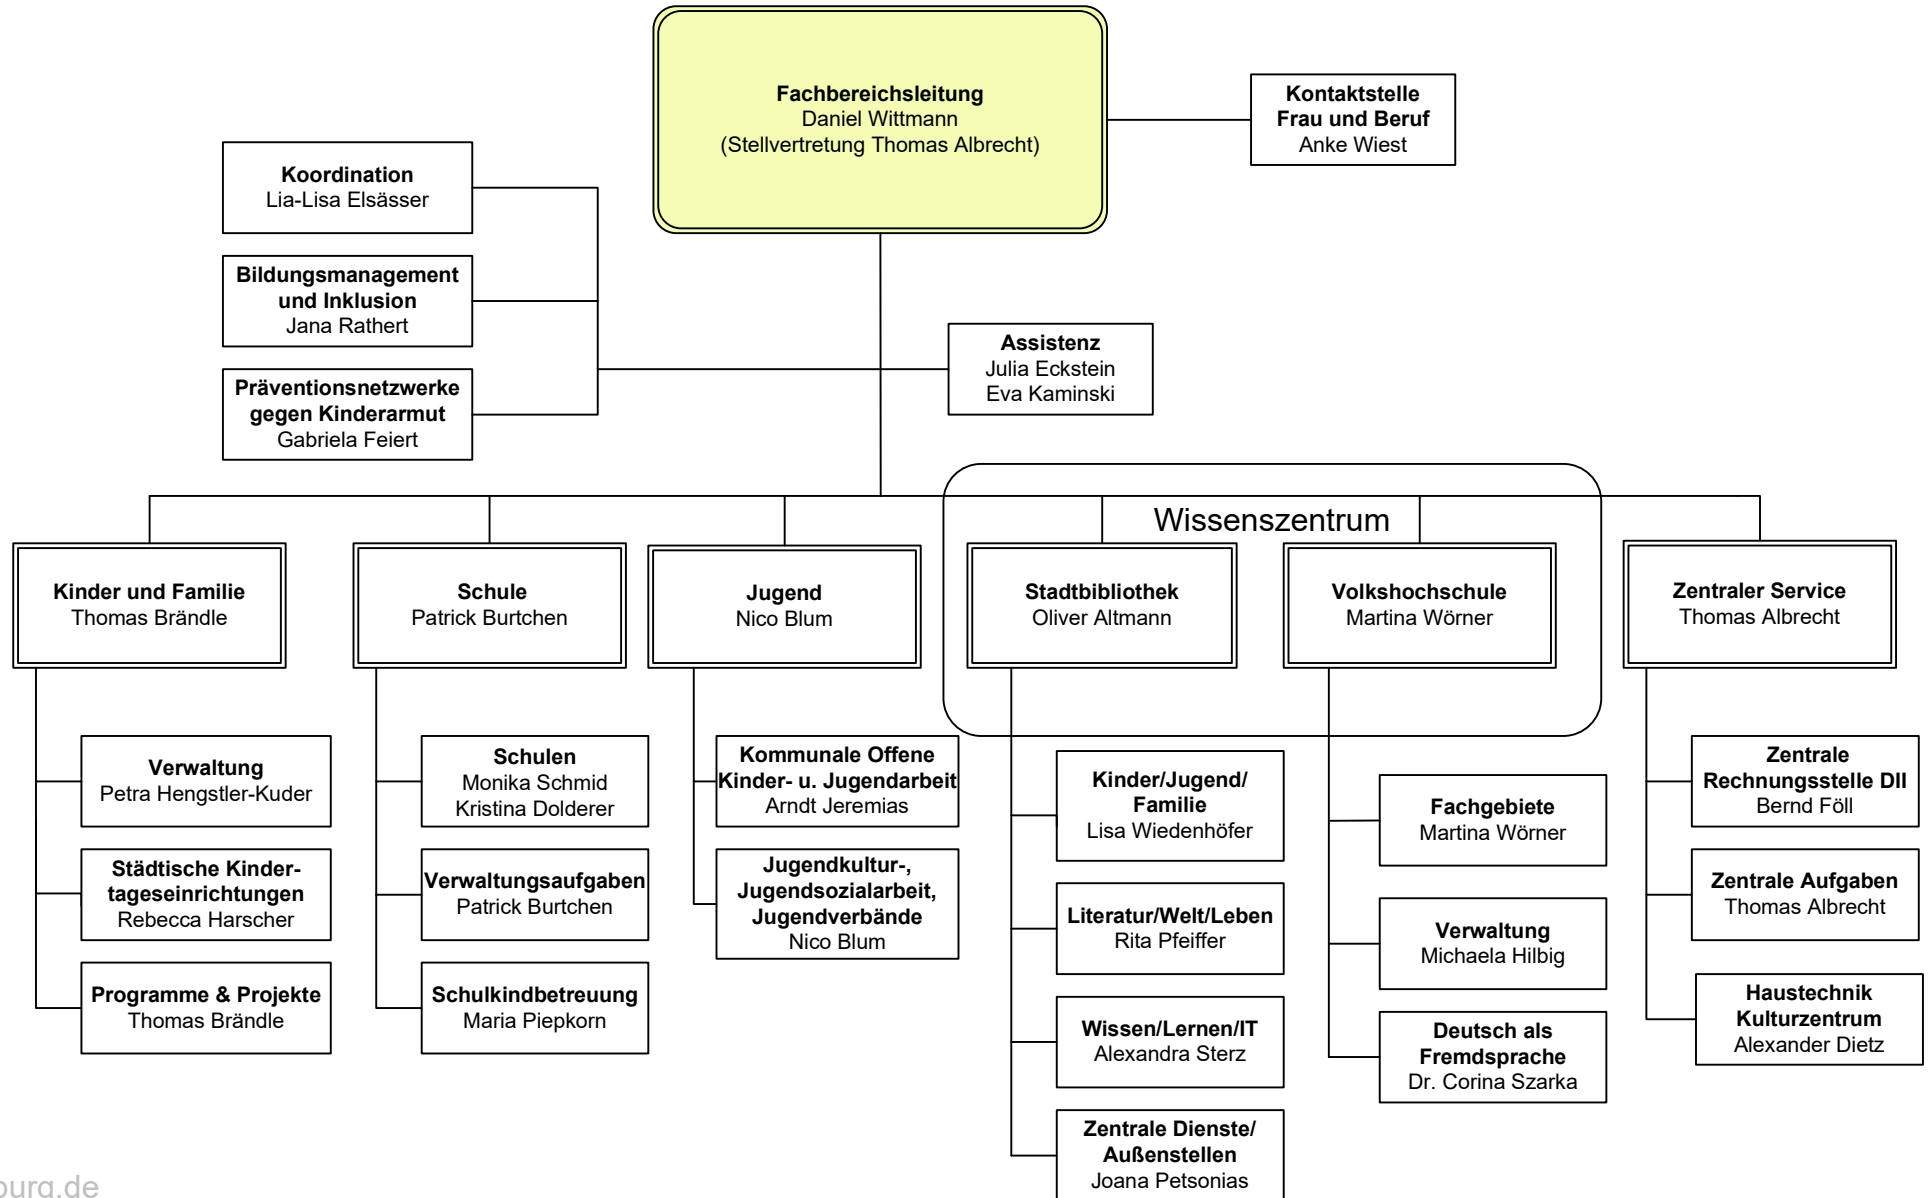 Fachbereichsleitung
Daniel Wittmann
(Stellvertretung Thomas Albrecht)
Kontaktstelle
Frau und Beruf
Anke Wiest
Koordination
Lia-Lisa Elsässer
Bildungsmanagement
und Inklusion
Jana Rathert
Präventionsnetzwerke
gegen Kinderarmut
Gabriela Feiert
Assistenz
Julia Eckstein
Eva Kaminski
Wissenszentrum
Kinder und Familie
Thomas Brändle
Schule
Patrick Burtchen
Jugend
Nico Blum
Stadtbibliothek
Oliver Altmann
Volkshochschule
Martina Wörner
Zentraler Service
Thomas Albrecht
Verwaltung
Petra Hengstler-Kuder
Städtische Kinder-
tageseinrichtungen
Rebecca Harscher
Programme & Projekte
Thomas Brändle
Schulen
Monika Schmid
Kristina Dolderer
Verwaltungsaufgaben
Patrick Burtchen
Schulkindbetreuung
Maria Piepkorn
Kommunale Offene
Kinder- u. Jugendarbeit
Arndt Jeremias
Jugendkultur-,
Jugendsozialarbeit,
Jugendverbände
Nico Blum
Kinder/Jugend/
Familie
Lisa Wiedenhöfer
Literatur/Welt/Leben
Rita Pfeiffer
Wissen/Lernen/IT
Alexandra Sterz
Zentrale Dienste/
Außenstellen
Joana Petsonias
Fachgebiete
Martina Wörner
Verwaltung
Michaela Hilbig
Deutsch als
Fremdsprache
Dr. Corina Szarka
Zentrale
Rechnungsstelle DII
Bernd Föll
Zentrale Aufgaben
Thomas Albrecht
Haustechnik
Kulturzentrum
Alexander Dietz
burg.de